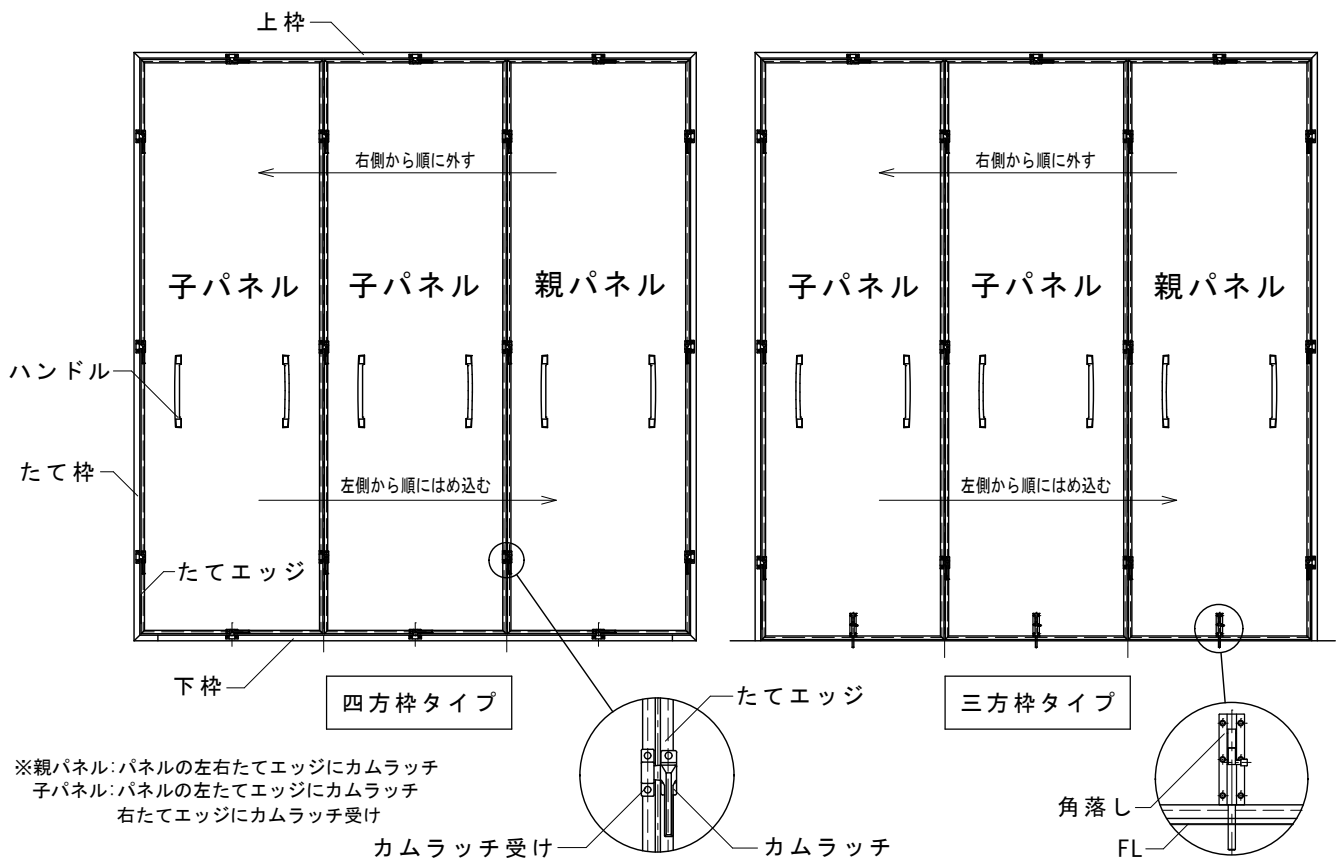 上枠
右側から順に外す
右側から順に外す
子パネル
子パネル
親パネル
子パネル
子パネル
親パネル
ハンドル
たて枠
左側から順にはめ込む
左側から順にはめ込む
たてエッジ
下枠
四方枠タイプ
たてエッジ
三方枠タイプ
※親パネル:パネルの左右たてエッジにカムラッチ
子パネル:パネルの左たてエッジにカムラッチ
右たてエッジにカムラッチ受け
カムラッチ受け
カムラッチ
角落し
FL